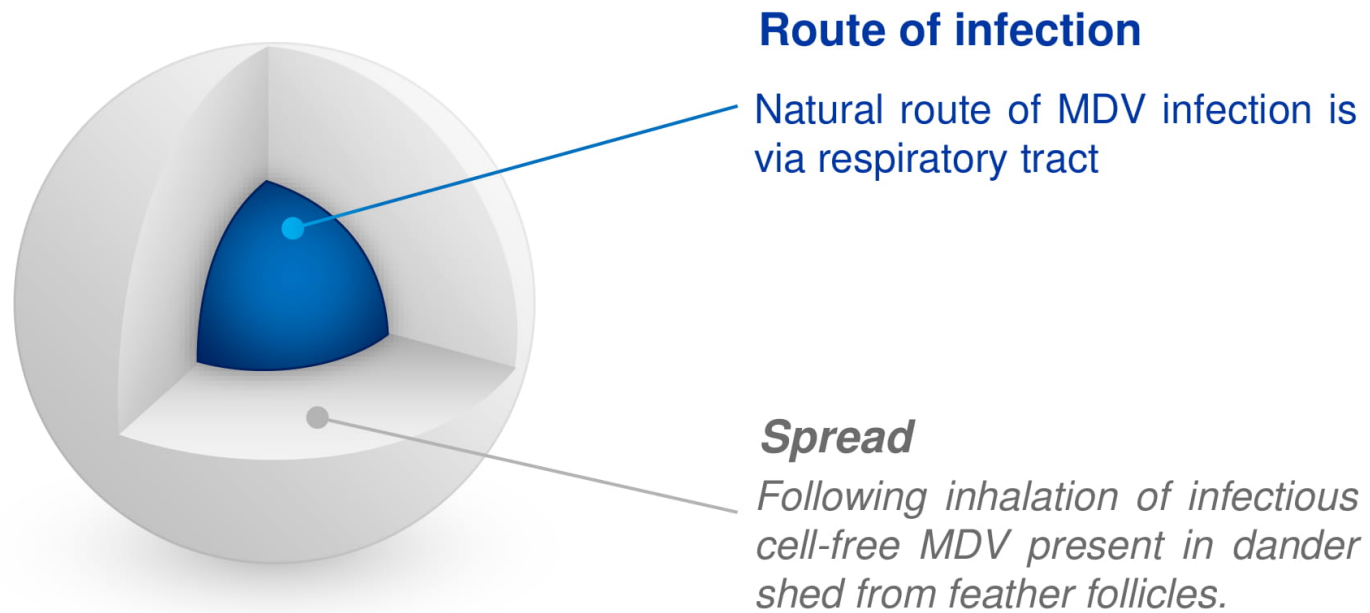 Route of infection
Natural route of MDV infection is
via respiratory tract
Spread
Following inhalation of infectious
cell-free MDV present in dander
shed from feather follicles.